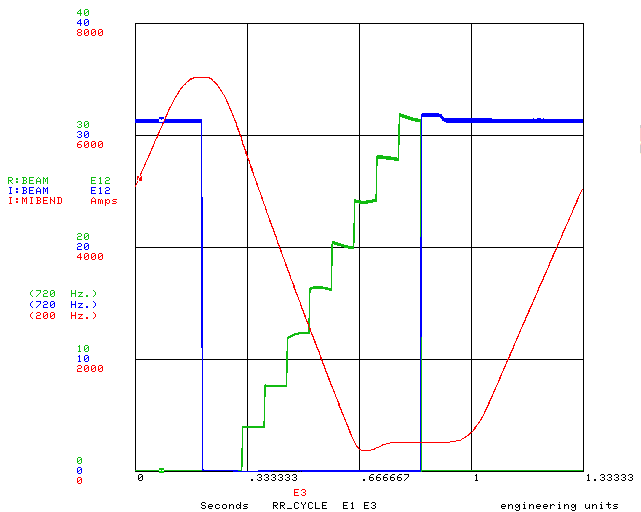 40
40
8000
30
30
6000
R:BEAM E12
I:BEAM E12
I:MIBEND Amps
20
20
4000
(720 Hz.)
(720 Hz.)
(200 Hz.)
10
10
2000
0
0
0
0 .333333 .666667 1 1.33333
E3
Seconds RR_CYCLE E1 E3 engineering units